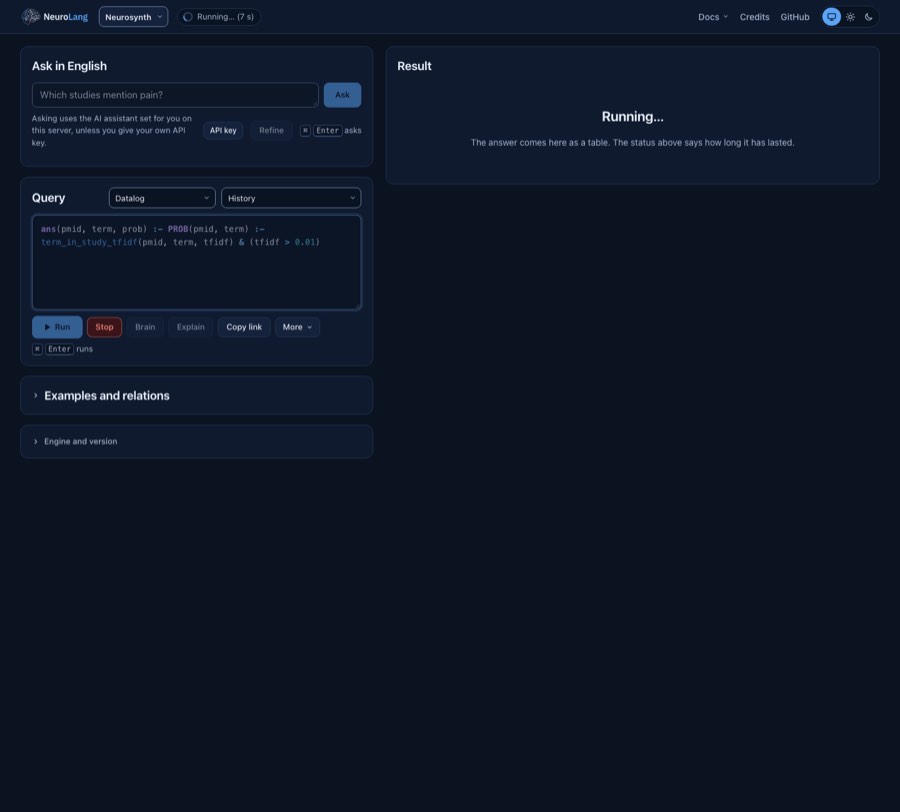 NeuroLang
Neurosynth
Running... (7 s)
Docs
Credits
GitHub
Ask in English
Which studies mention pain?
Ask
Asking uses the AI assistant set for you on
this server, unless you give your own API
key.
API key
Refine
⌘ Enter asks
Query
Datalog
History
ans(pmid, term, prob) :- PROB(pmid, term) :-
term_in_study_tfidf(pmid, term, tfidf) & (tfidf > 0.01)
Run
Stop
Brain
Explain
Copy link
More
⌘ Enter runs
Examples and relations
Engine and version
Result
Running...
The answer comes here as a table. The status above says how long it has lasted.